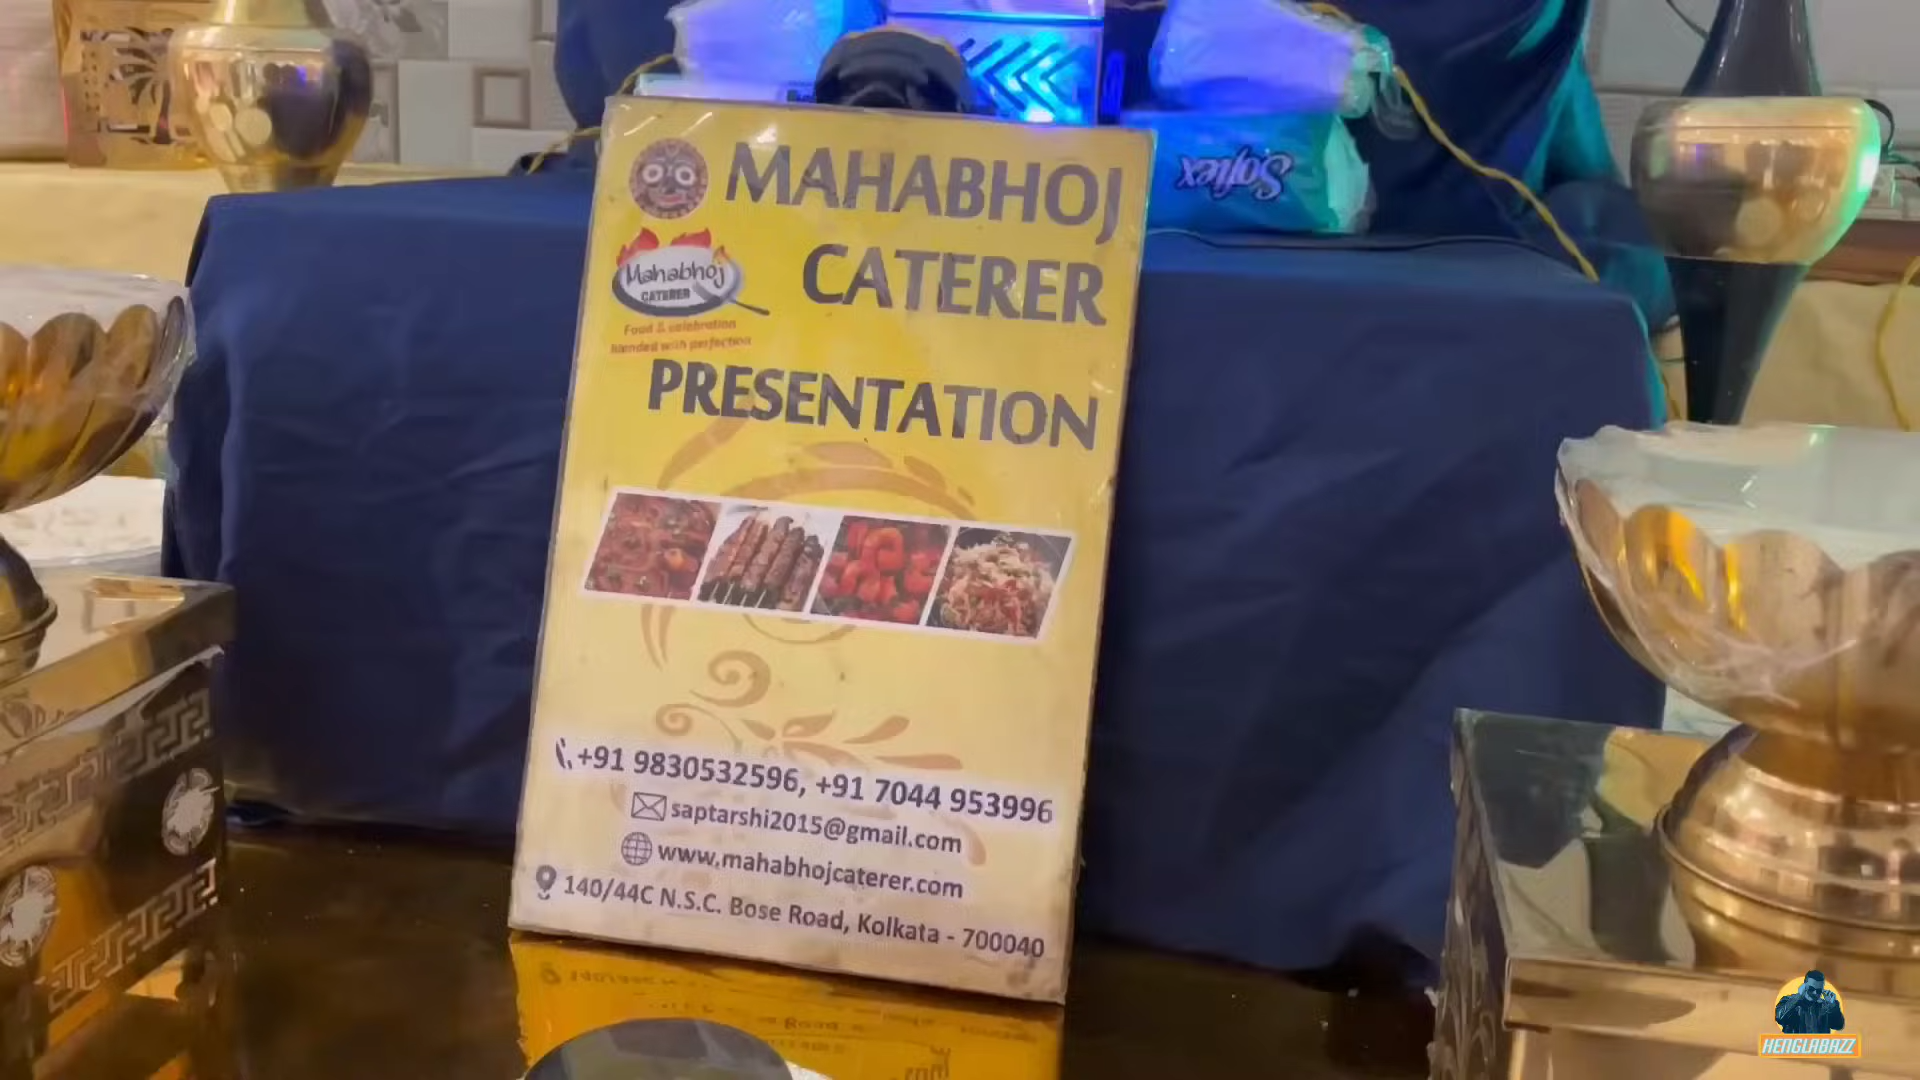 MAHABHOJ
CATERER
Mahabhoj
CATERER
Food & celebration
Blended with perfection
PRESENTATION
+91 9830532596, +91 7044 953996
saptarshi2015@gmail.com
www.mahabhojcaterer.com
140/44C N.S.C. Bose Road, Kolkata - 700040
Softex
HENGLABAZZ